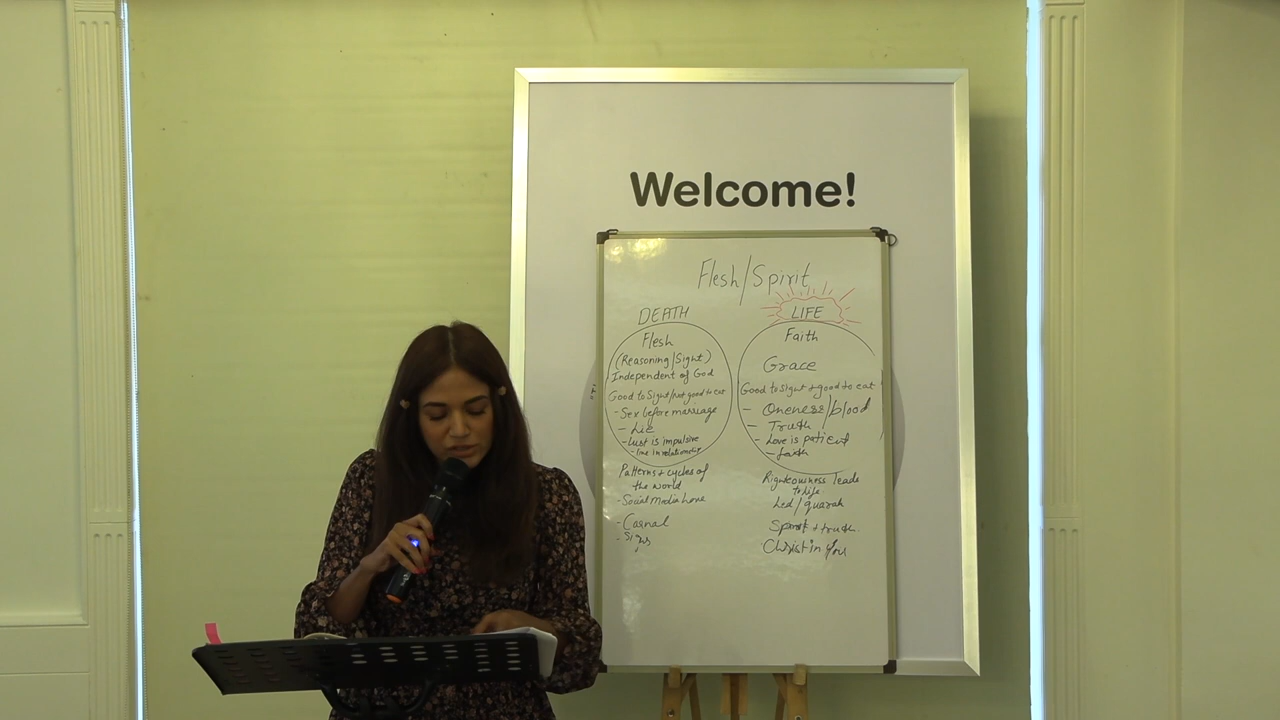 Welcome!
Flesh/Spirit
DEATH
Flesh
(Reasoning/Sight)
Independent of God
Good to Sight/not good to eat
- Sex before marriage
- Lie
- Lust is impulsive
- in relationship
Patterns + cycles of
the world
- Social Media
- Carnal
- Signs
LIFE
Faith
Grace
Good to sight + good to eat
- Oneness/blood
- Truth
- Love is patient
- faith
Righteousness leads
to life
Led/
Spirit + truth.
Christ in you